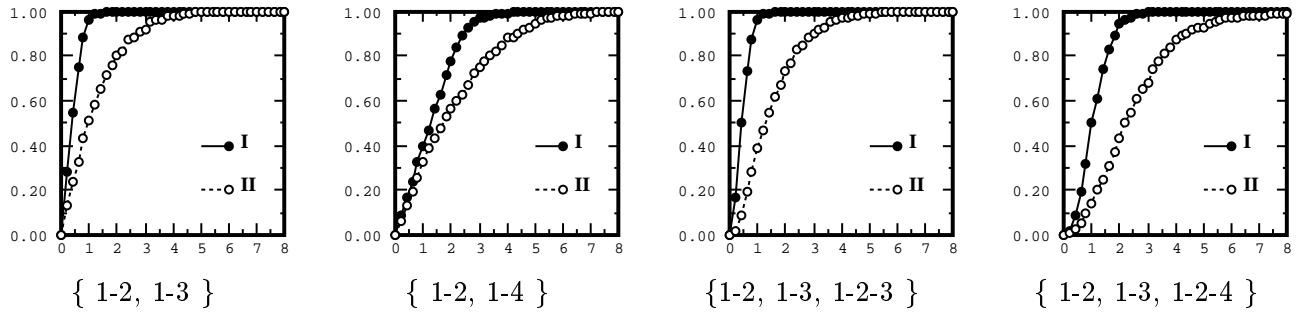 1.00 1.00 1.00 1.00
0.80 0.80 0.80 0.80
0.60 0.60 0.60 0.60
0.40 I 0.40 I 0.40 I 0.40 I
0.20 II 0.20 II 0.20 II 0.20 II
0.00 0.00 0.00 0.00
0 1 2 3 4 5 6 7 8 0 1 2 3 4 5 6 7 8 0 1 2 3 4 5 6 7 8 0 1 2 3 4 5 6 7 8
{ 1-2, 1-3 } { 1-2, 1-4 } {1-2, 1-3, 1-2-3 } { 1-2, 1-3, 1-2-4 }